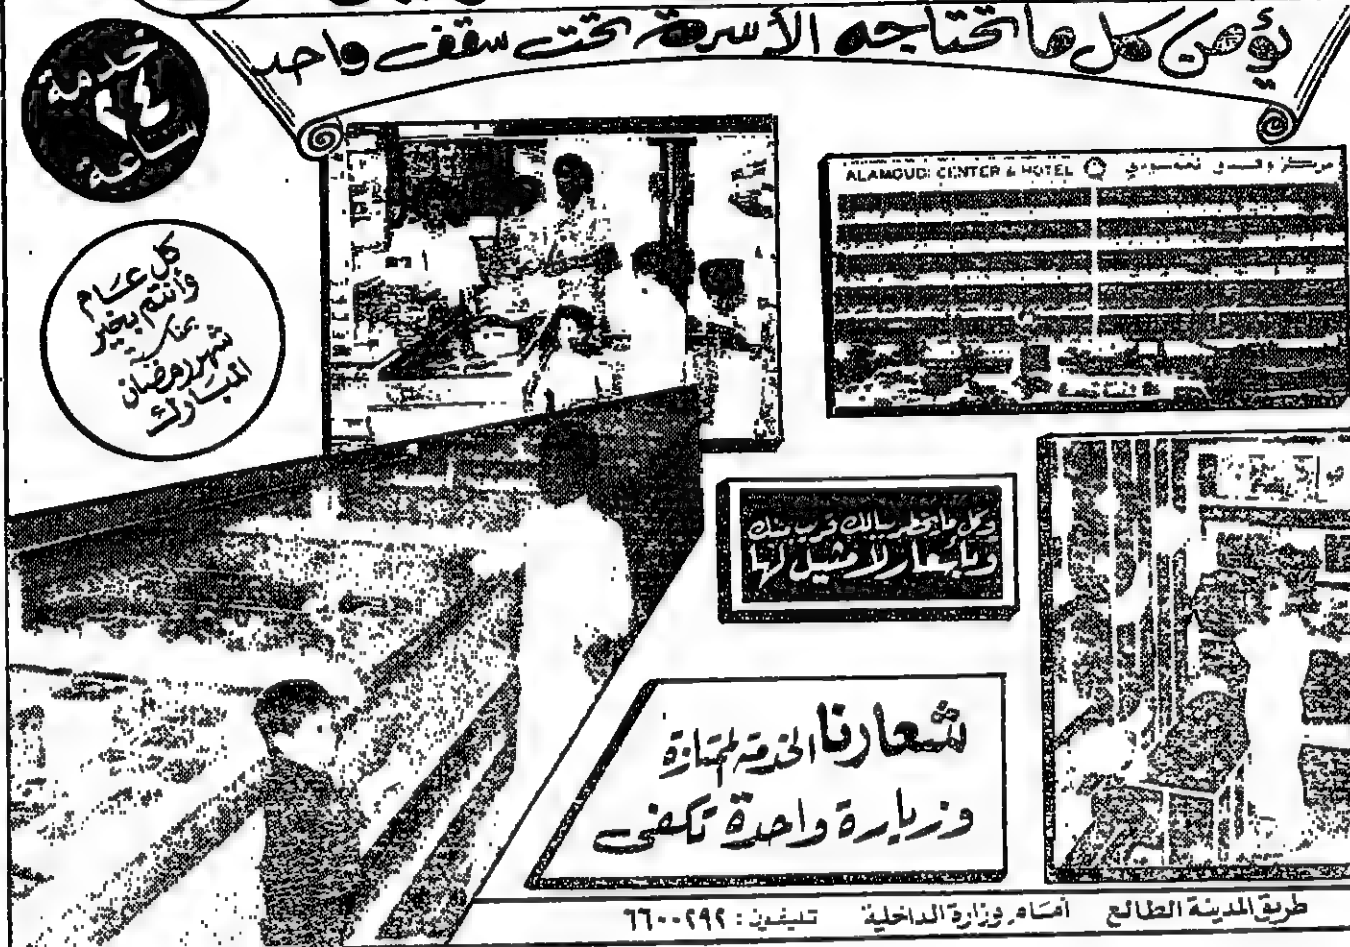 يؤمن كل ما تحتاجه الأسرة تحت سقف واحد
خدمة
٢٤
ساعة
ALAMOUDI CENTER & HOTEL
كل عام
وأنتم بخير
بمناسبة
شهر رمضان
المبارك
وكل ما يخطر ببالك قريب منك
وبأسعار لا مثيل لها
شعارنا الخدمة الممتازة
وزيارة واحدة تكفي
طريق المدينة الطالع أمام وزارة الداخلية تليفون : ٦٦٠٠٢٩٢